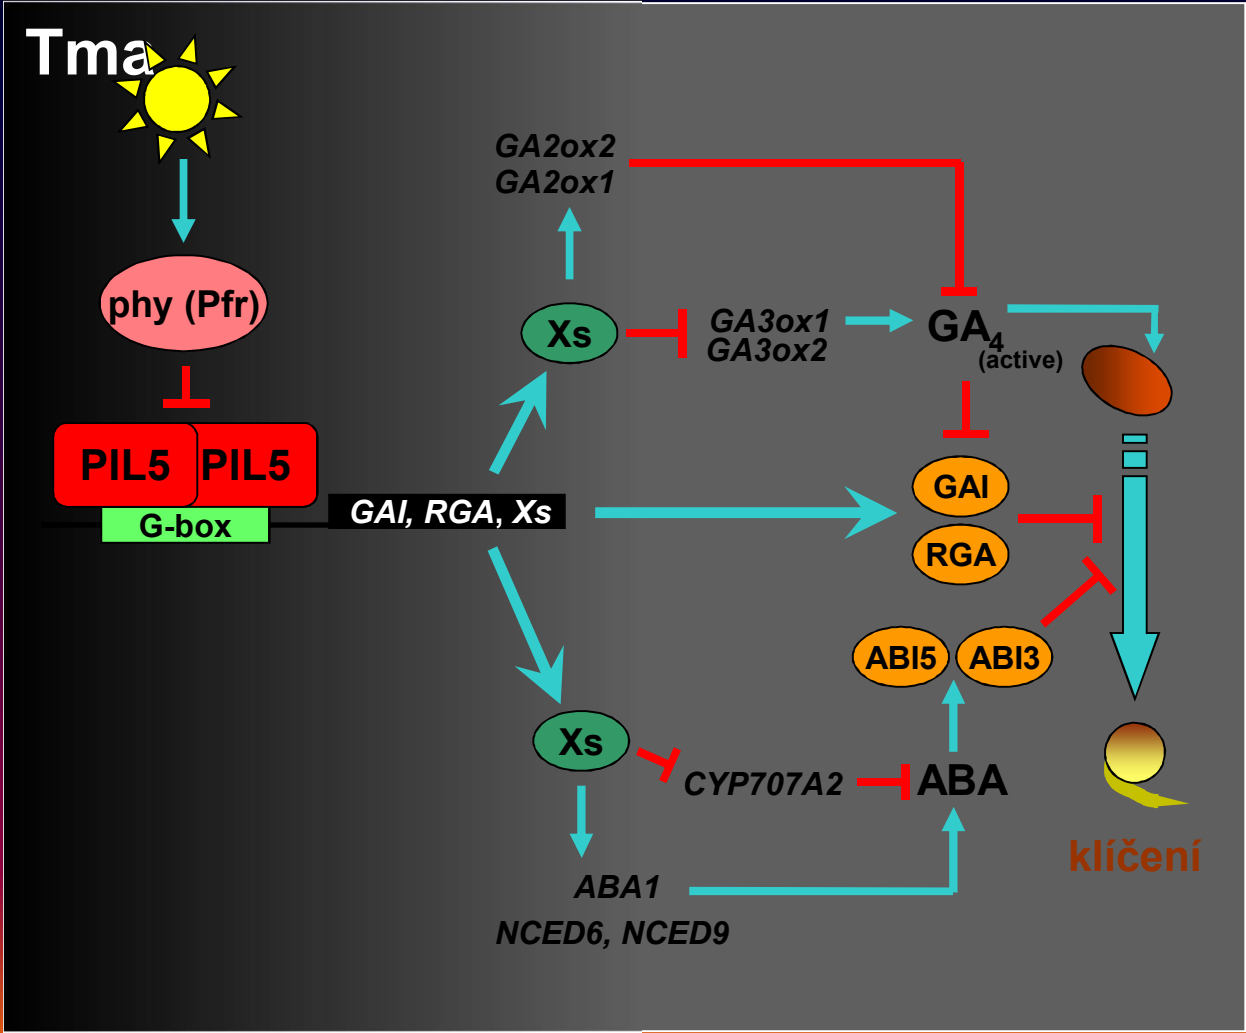 Tma
GA2ox2
GA2ox1
phy (Pfr)
Xs
GA3ox1
GA3ox2
GA4
(active)
PIL5 PIL5
GAI
GAI, RGA, Xs
G-box
RGA
ABI5 ABI3
Xs
CYP707A2
ABA
klíčení
ABA1
NCED6, NCED9